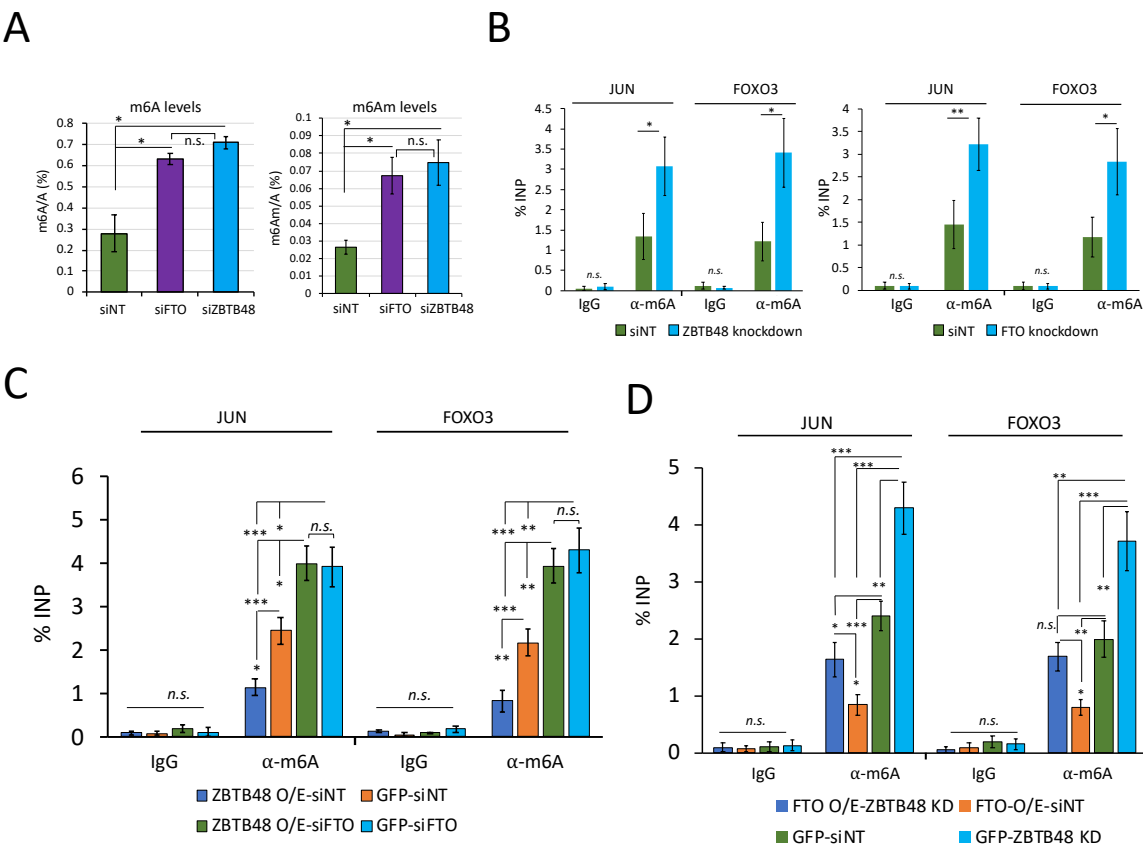 A
m6A levels
m6A/A (%)
0.8
0.7
0.6
0.5
0.4
0.3
0.2
0.1
0
*
*
n.s.
siNT
siFTO
siZBTB48
m6Am levels
m6Am/A (%)
0.1
0.09
0.08
0.07
0.06
0.05
0.04
0.03
0.02
0.01
0
*
*
n.s.
siNT
siFTO
siZBTB48
B
JUN
FOXO3
% INP
4.5
4
3.5
3
2.5
2
1.5
1
0.5
0
n.s.
*
n.s.
*
IgG
α-m6A
IgG
α-m6A
siNT
ZBTB48 knockdown
JUN
FOXO3
% INP
4.5
4
3.5
3
2.5
2
1.5
1
0.5
0
n.s.
**
n.s.
*
IgG
α-m6A
IgG
α-m6A
siNT
FTO knockdown
C
JUN
FOXO3
% INP
6
5
4
3
2
1
0
n.s.
*** * n.s.
*** *
*
n.s.
*** ** n.s.
*** **
**
IgG
α-m6A
IgG
α-m6A
ZBTB48 O/E-siNT
GFP-siNT
ZBTB48 O/E-siFTO
GFP-siFTO
D
JUN
FOXO3
% INP
5
4
3
2
1
0
n.s.
***
***
**
* ***
*
n.s.
**
***
**
n.s. **
*
IgG
α-m6A
IgG
α-m6A
FTO O/E-ZBTB48 KD
FTO-O/E-siNT
GFP-siNT
GFP-ZBTB48 KD